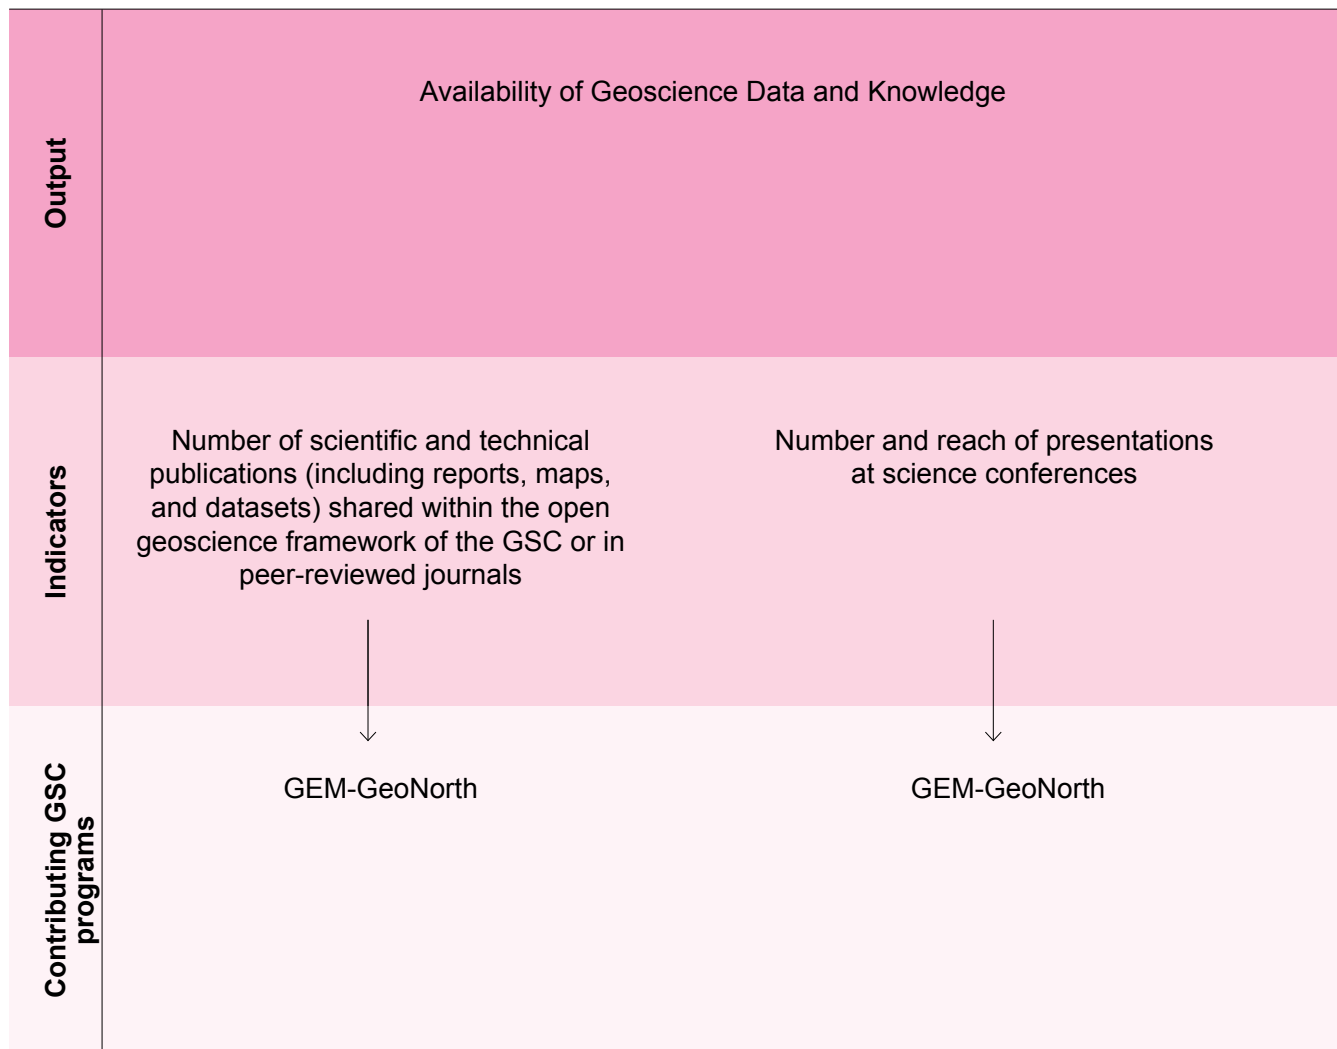 Output
Availability of Geoscience Data and Knowledge
Indicators
Number of scientific and technical
publications (including reports, maps,
and datasets) shared within the open
geoscience framework of the GSC or in
peer-reviewed journals
Number and reach of presentations
at science conferences
Contributing GSC
programs
GEM-GeoNorth
GEM-GeoNorth